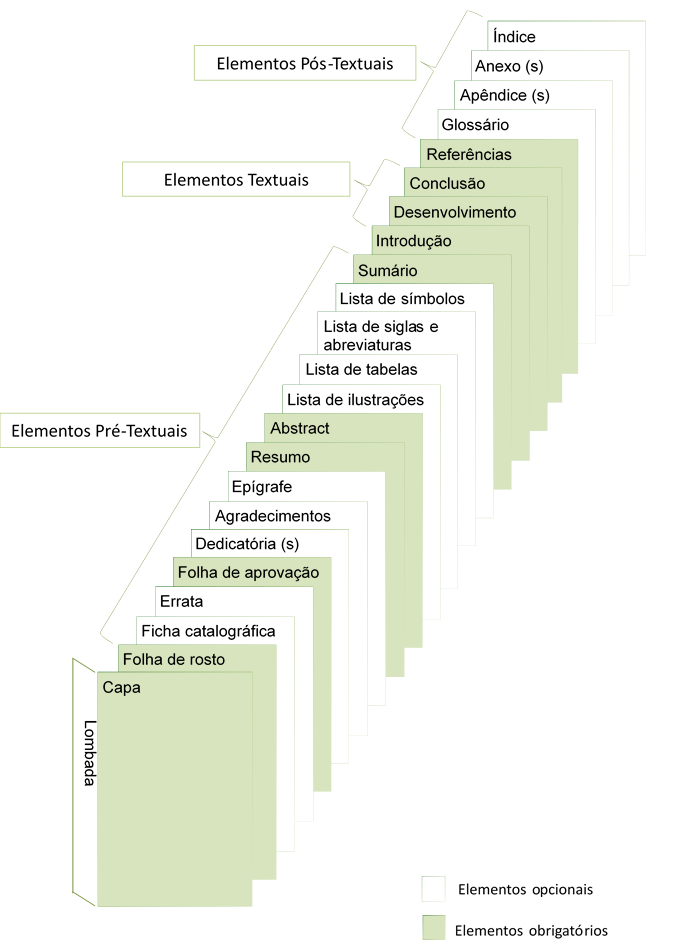 Índice
Elementos Pós-Textuais
Anexo (s)
Apêndice (s)
Glossário
Referências
Elementos Textuais
Conclusão
Desenvolvimento
Introdução
Sumário
Lista de símbolos
Lista de siglas e
abreviaturas
Lista de tabelas
Lista de ilustrações
Elementos Pré-Textuais
Abstract
Resumo
Epígrafe
Agradecimentos
Dedicatória (s)
Folha de aprovação
Errata
Ficha catalográfica
Folha de rosto
Capa
Lombada
Elementos opcionais
Elementos obrigatórios